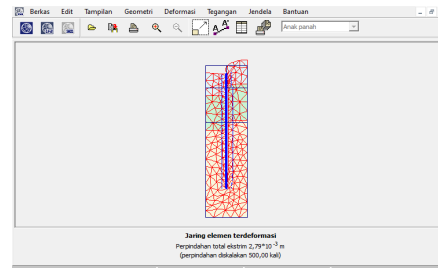 Berkas Edit Tampilan Geometri Deformasi Tegangan Jendela Bantuan
Anak panah
Jaring elemen terdeformasi
Perpindahan total ekstrim 2,79*10⁻³ m
(perpindahan diskalakan 500,00 kali)